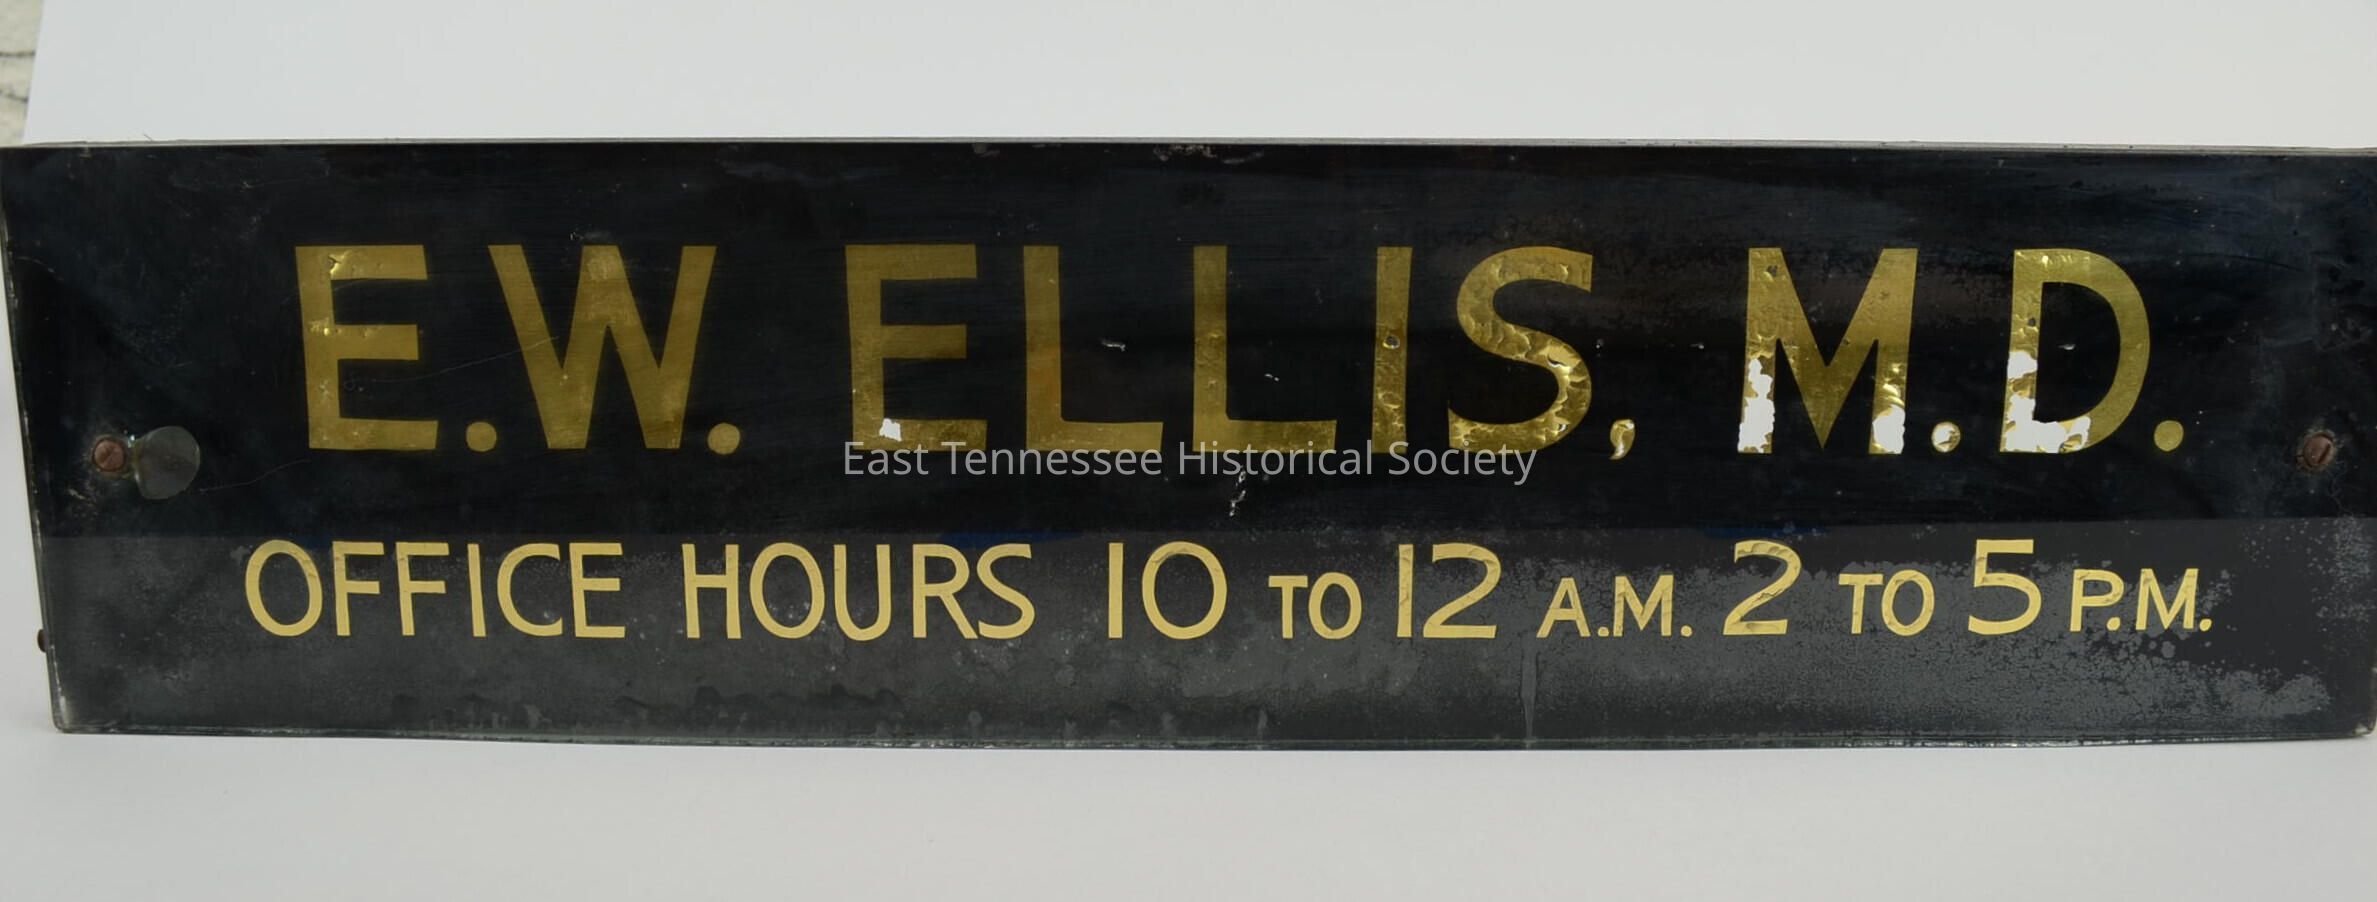 E.W. ELLIS, M.D.
East Tennessee Historical Society
OFFICE HOURS 10 TO 12 A.M. 2 TO 5 P.M.